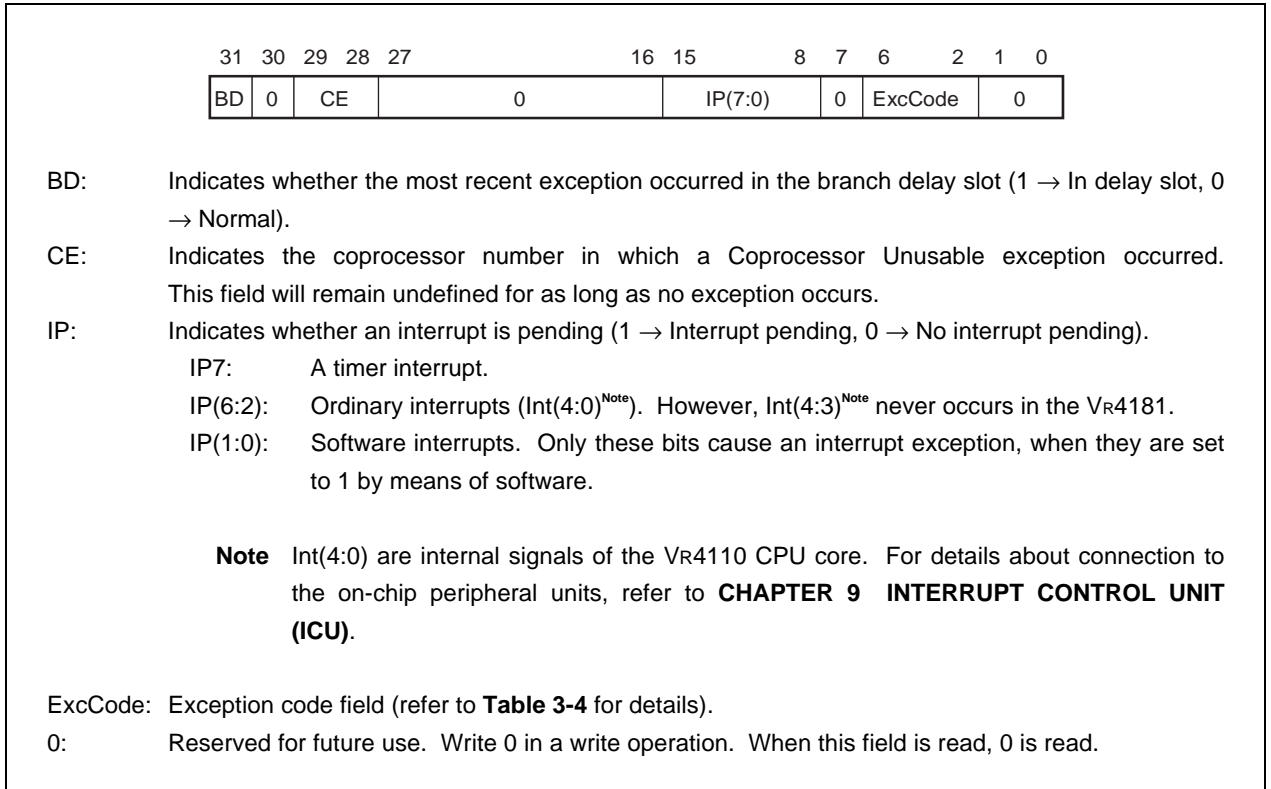 31 30 29 28 27 16 15 8 7 6 2 1 0
BD 0 CE 0 IP(7:0) 0 ExcCode 0
BD: Indicates whether the most recent exception occurred in the branch delay slot (1 → In delay slot, 0
→ Normal).
CE: Indicates the coprocessor number in which a Coprocessor Unusable exception occurred.
This field will remain undefined for as long as no exception occurs.
IP: Indicates whether an interrupt is pending (1 → Interrupt pending, 0 → No interrupt pending).
IP7: A timer interrupt.
IP(6:2): Ordinary interrupts (Int(4:0)Note). However, Int(4:3)Note never occurs in the VR4181.
IP(1:0): Software interrupts. Only these bits cause an interrupt exception, when they are set
to 1 by means of software.
Note Int(4:0) are internal signals of the VR4110 CPU core. For details about connection to
the on-chip peripheral units, refer to CHAPTER 9 INTERRUPT CONTROL UNIT
(ICU).
ExcCode: Exception code field (refer to Table 3-4 for details).
0: Reserved for future use. Write 0 in a write operation. When this field is read, 0 is read.